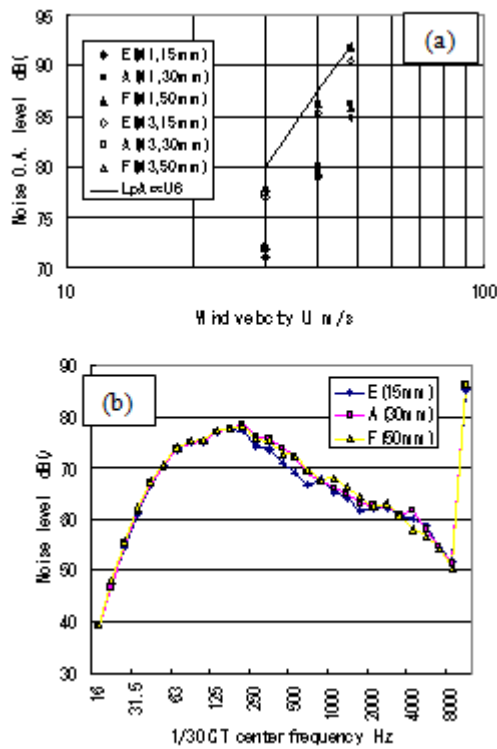 (a)
Noise O.A. level dB(
95
90
85
80
75
70
E (M1,15mm)
A (M1,30mm)
F (M1,50mm)
E (M3,15mm)
A (M3,30mm)
F (M3,50mm)
LpA∝U6
10
100
Wind velocity U m/s
(b)
Noise level dB(
90
80
70
60
50
40
30
E (15mm)
A (30mm)
F (50mm)
16
31.5
63
125
250
500
1000
2000
4000
8000
1/3OCT center frequency Hz